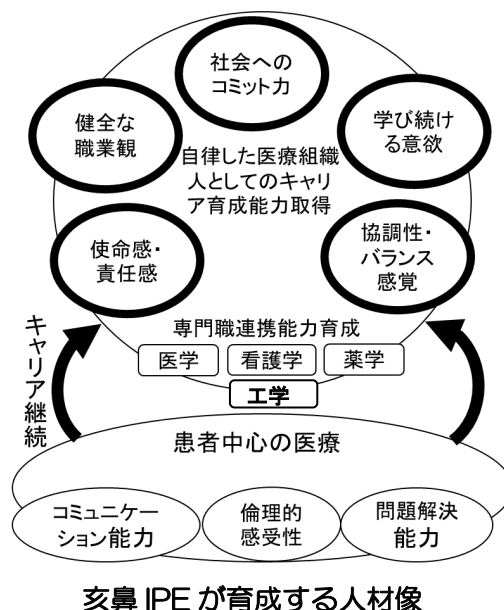 社会への
コミット力
健全な
職業観
学び続け
る意欲
自律した医療組織
人としてのキャリ
ア育成能力取得
使命感・
責任感
協調性・
バランス
感覚
専門職連携能力育成
医学
看護学
薬学
工学
キャリア継続
患者中心の医療
コミュニケー
ション能力
倫理的
感受性
問題解決
能力
亥鼻 IPE が育成する人材像